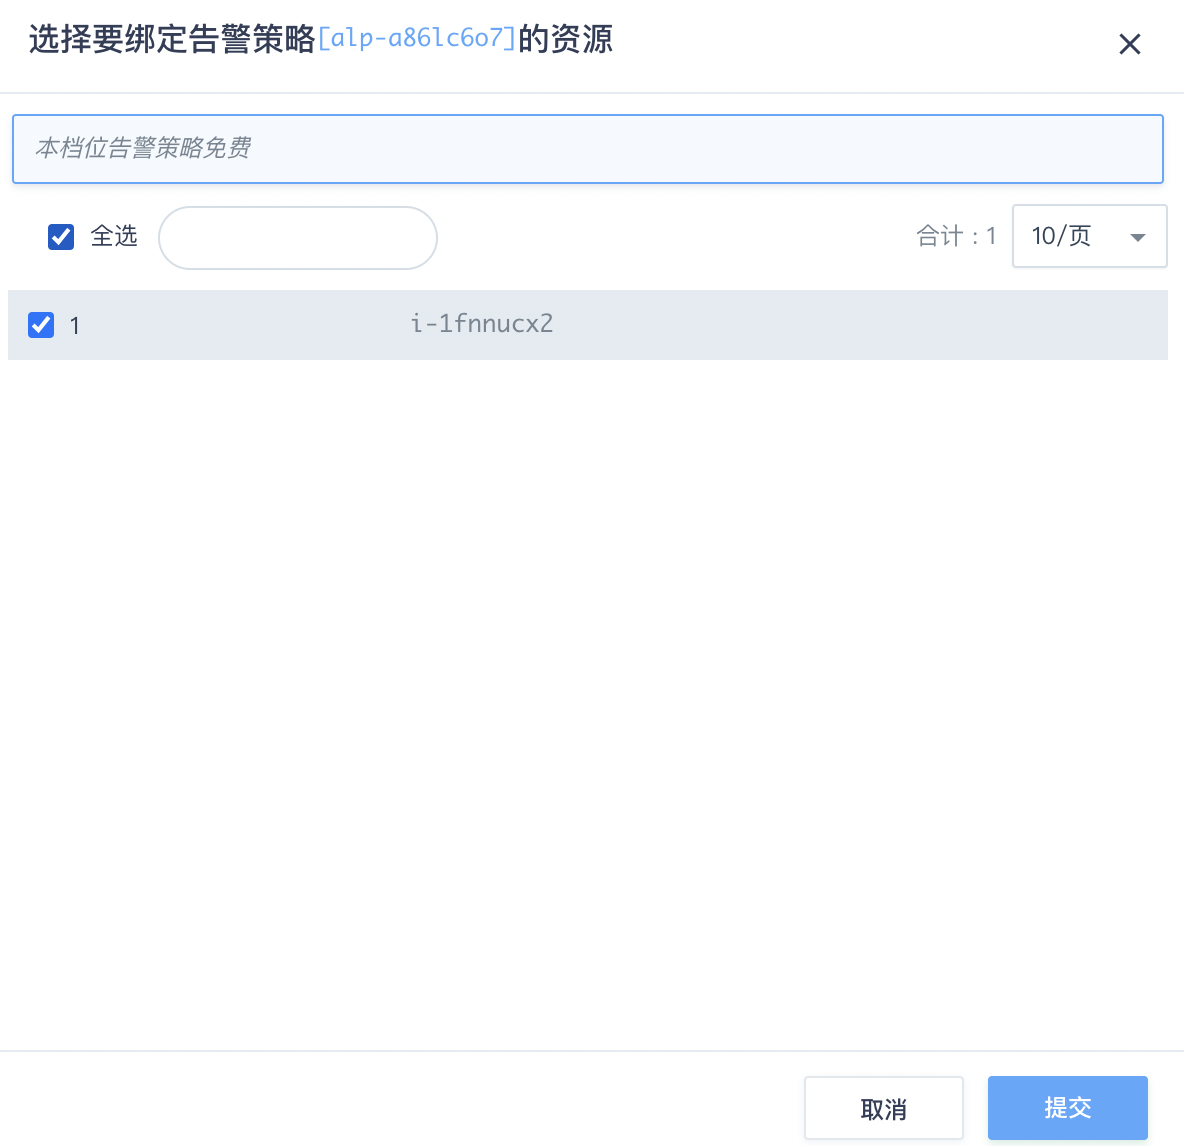 选择要绑定告警策略[alp-a86lc6o7]的资源
本档位告警策略免费
全选 合计：1 10/页
1 i-1fnnucx2
取消 提交